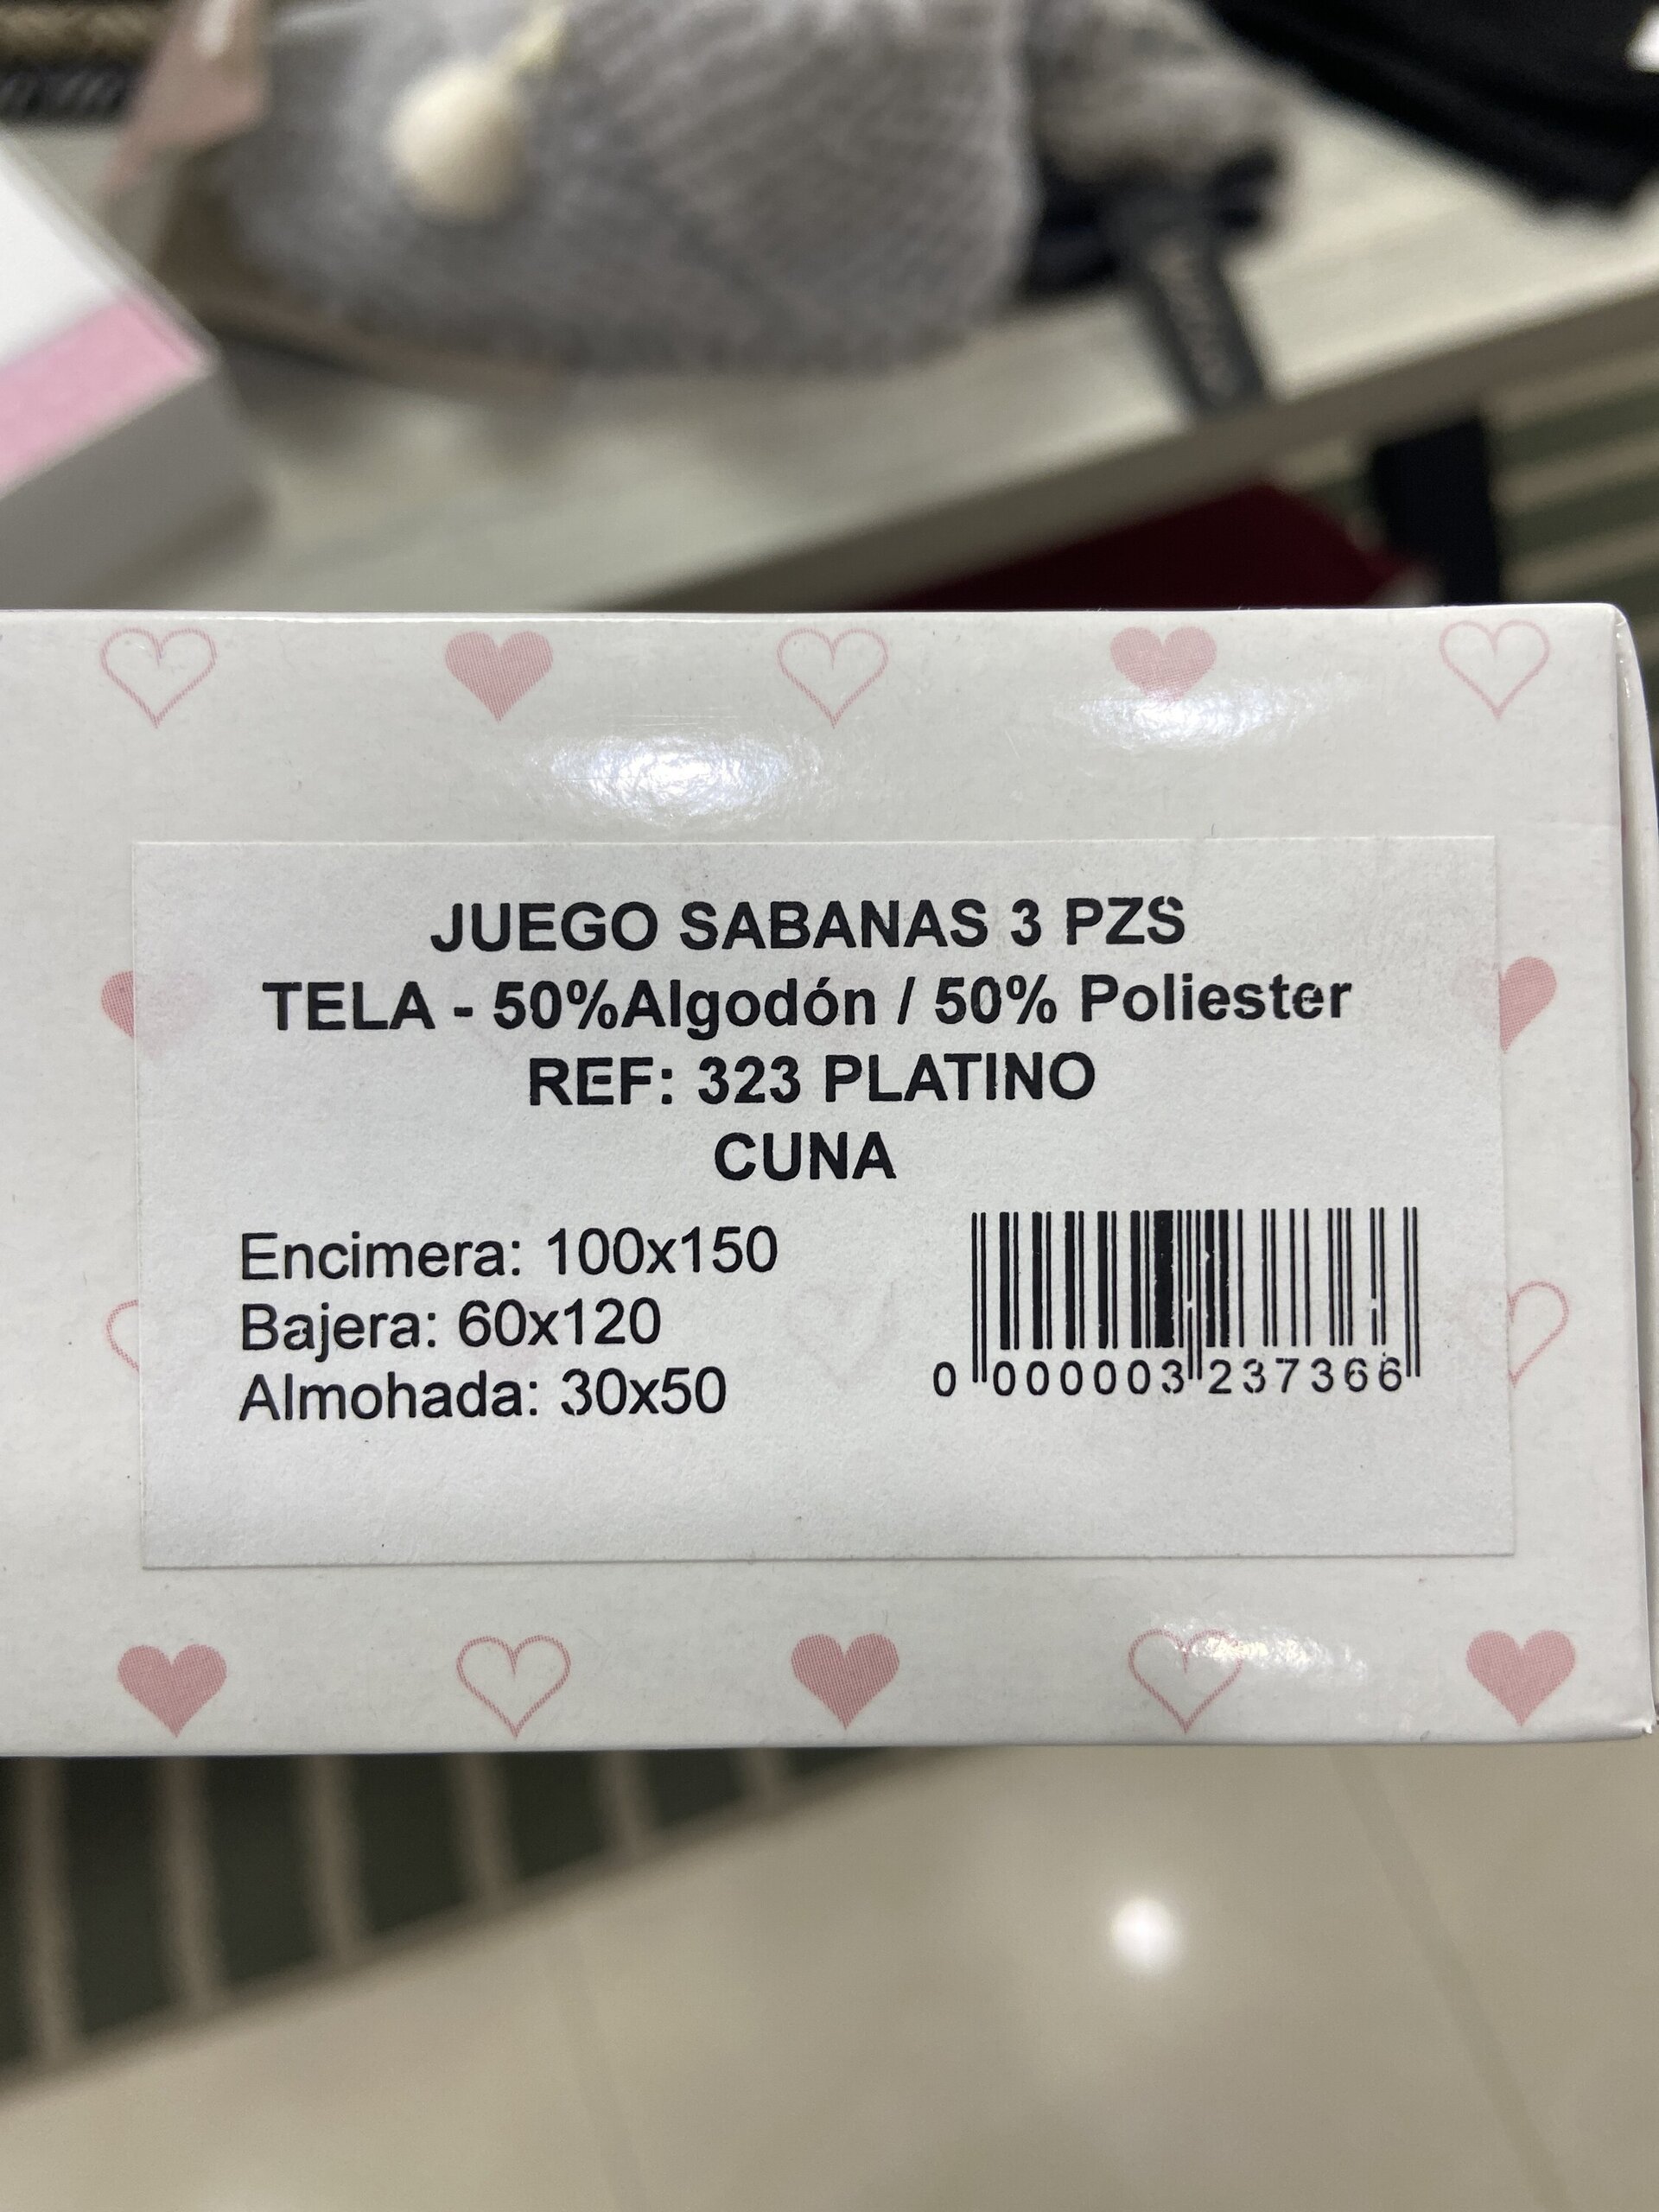 JUEGO SABANAS 3 PZS
TELA - 50%Algodón / 50% Poliester
REF: 323 PLATINO
CUNA
Encimera: 100x150
Bajera: 60x120
Almohada: 30x50
0 000003 237366